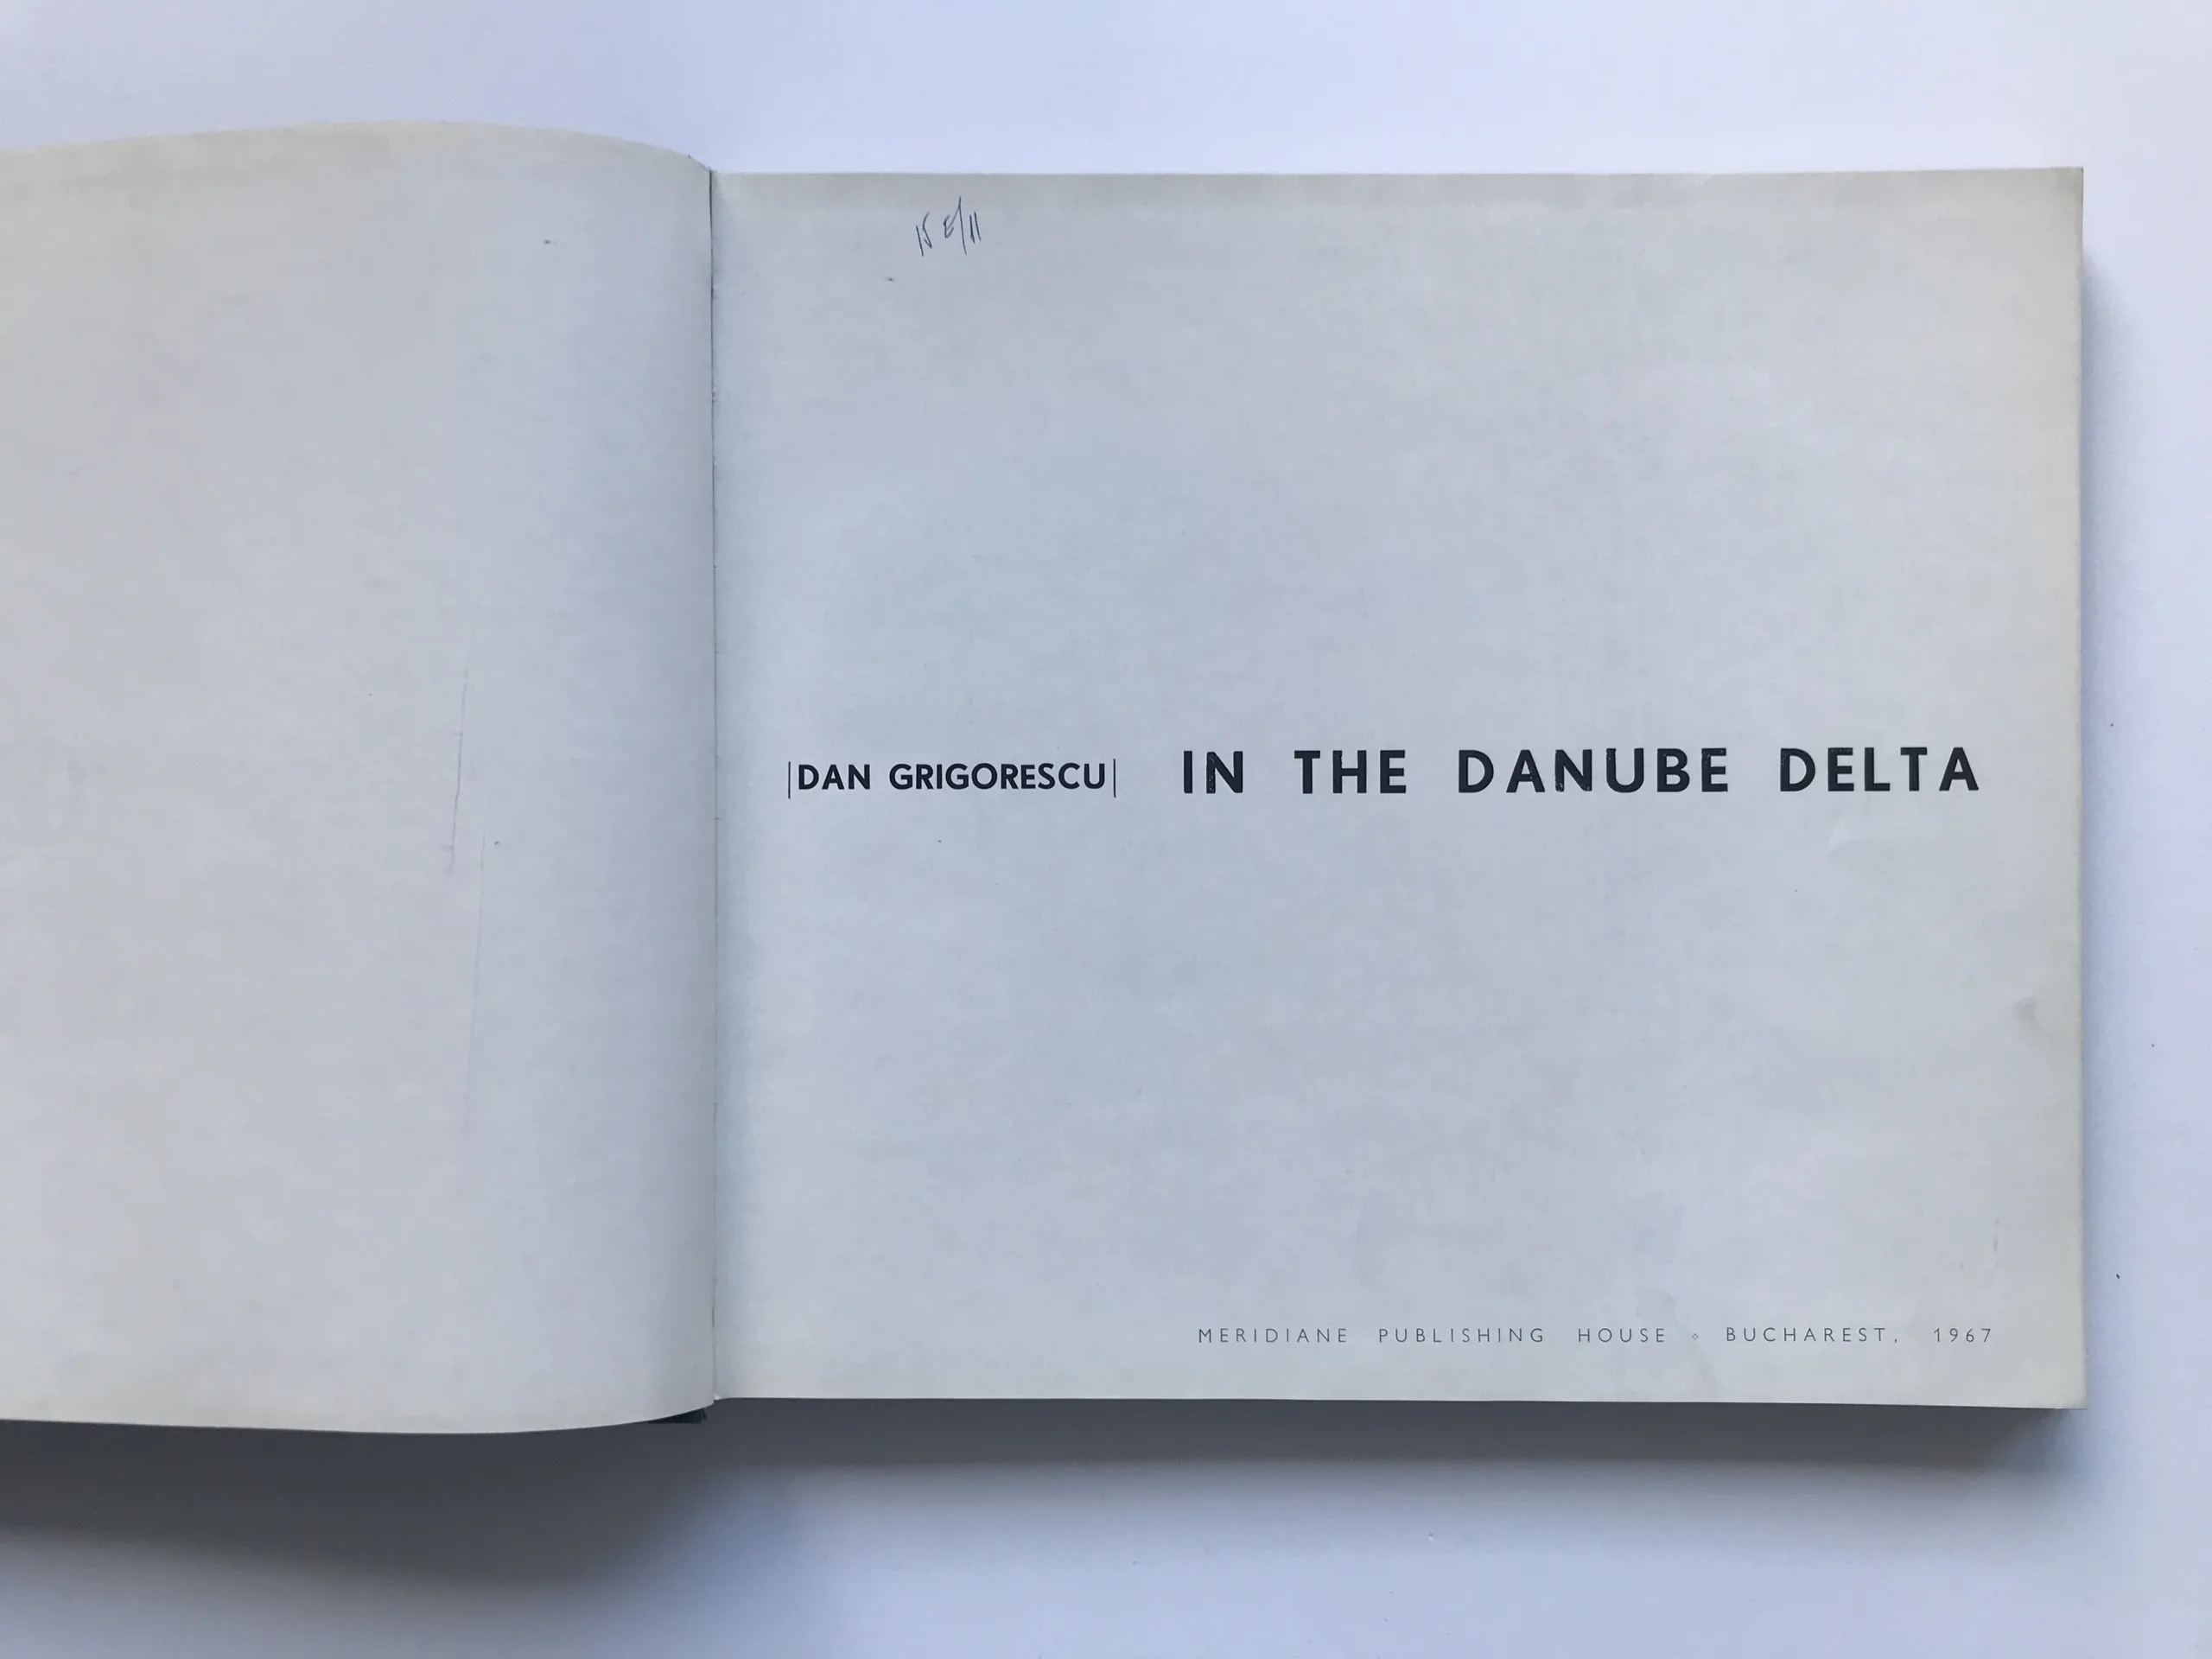 |DAN GRIGORESCU| IN THE DANUBE DELTA
MERIDIANE PUBLISHING HOUSE ⋄ BUCHAREST, 1967